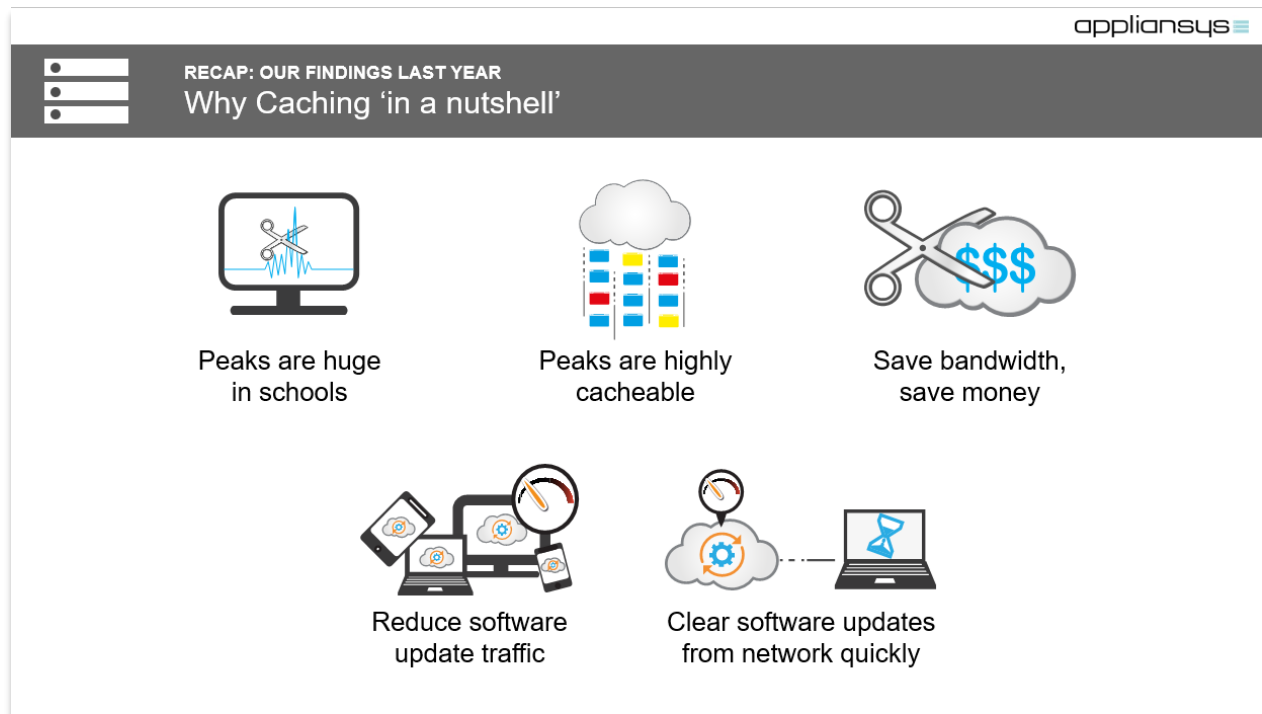 appliansys
RECAP: OUR FINDINGS LAST YEAR
Why Caching ‘in a nutshell’
$$$
Peaks are huge
in schools
Peaks are highly
cacheable
Save bandwidth,
save money
Reduce software
update traffic
Clear software updates
from network quickly